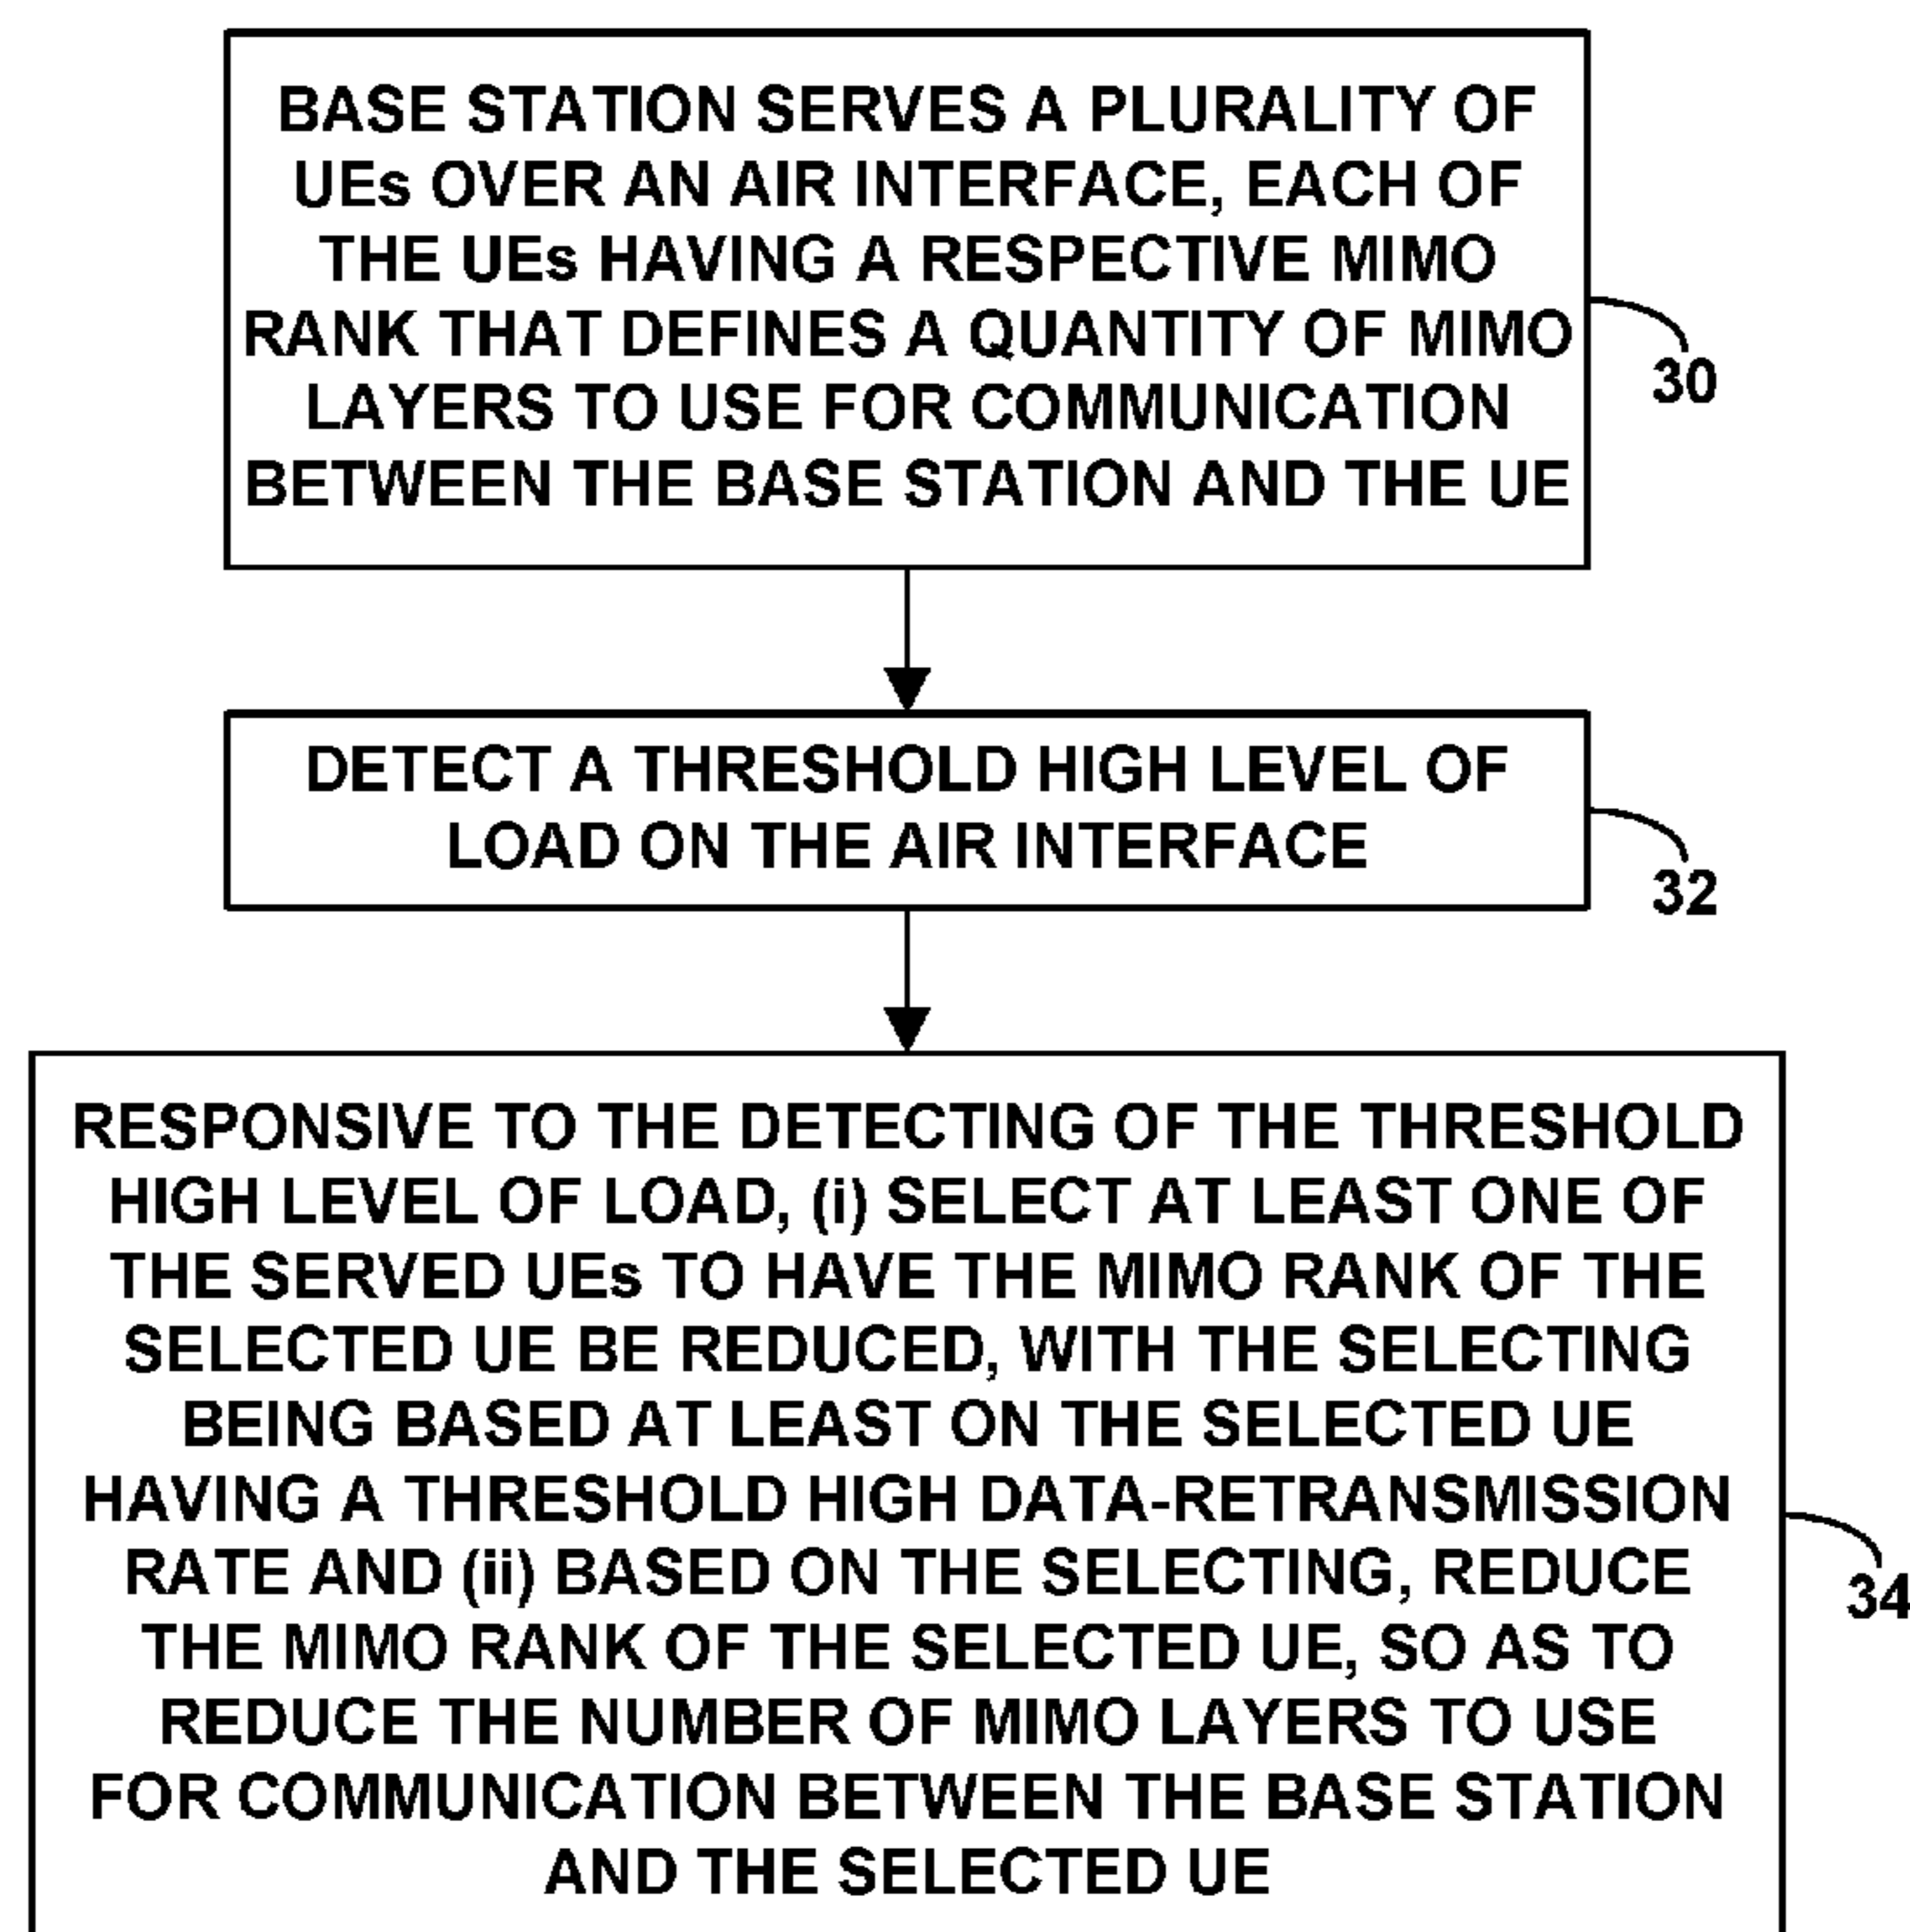 BASE STATION SERVES A PLURALITY OF
UEs OVER AN AIR INTERFACE, EACH OF
THE UEs HAVING A RESPECTIVE MIMO
RANK THAT DEFINES A QUANTITY OF MIMO
LAYERS TO USE FOR COMMUNICATION
BETWEEN THE BASE STATION AND THE UE
30
DETECT A THRESHOLD HIGH LEVEL OF
LOAD ON THE AIR INTERFACE
32
RESPONSIVE TO THE DETECTING OF THE THRESHOLD
HIGH LEVEL OF LOAD, (i) SELECT AT LEAST ONE OF
THE SERVED UEs TO HAVE THE MIMO RANK OF THE
SELECTED UE BE REDUCED, WITH THE SELECTING
BEING BASED AT LEAST ON THE SELECTED UE
HAVING A THRESHOLD HIGH DATA-RETRANSMISSION
RATE AND (ii) BASED ON THE SELECTING, REDUCE
THE MIMO RANK OF THE SELECTED UE, SO AS TO
REDUCE THE NUMBER OF MIMO LAYERS TO USE
FOR COMMUNICATION BETWEEN THE BASE STATION
AND THE SELECTED UE
34